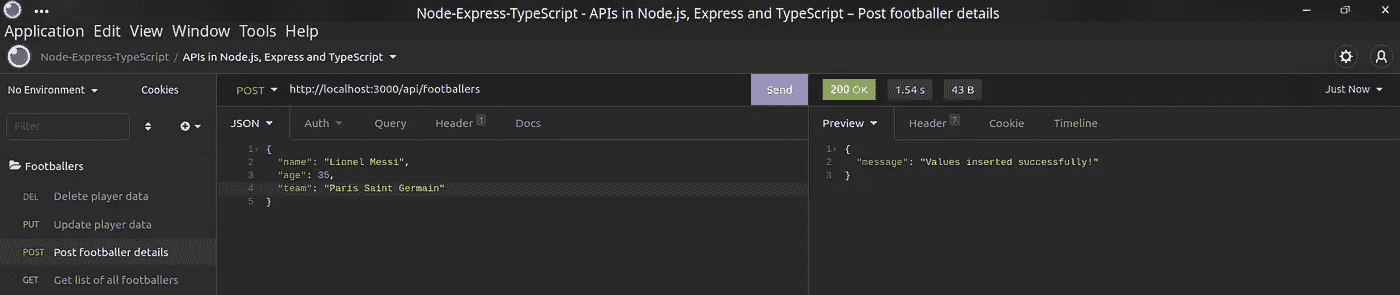 Node-Express-TypeScript - APIs in Node.js, Express and TypeScript – Post footballer details
Application Edit View Window Tools Help
Node-Express-TypeScript / APIs in Node.js, Express and TypeScript
No Environment Cookies
Filter
Footballers
DEL Delete player data
PUT Update player data
POST Post footballer details
GET Get list of all footballers
POST http://localhost:3000/api/footballers Send
JSON Auth Query Header 1 Docs
1 {
2 "name": "Lionel Messi",
3 "age": 35,
4 "team": "Paris Saint Germain"
5 }
200 OK 1.54 s 43 B Just Now
Preview Header 7 Cookie Timeline
1 {
2 "message": "Values inserted successfully!"
3 }